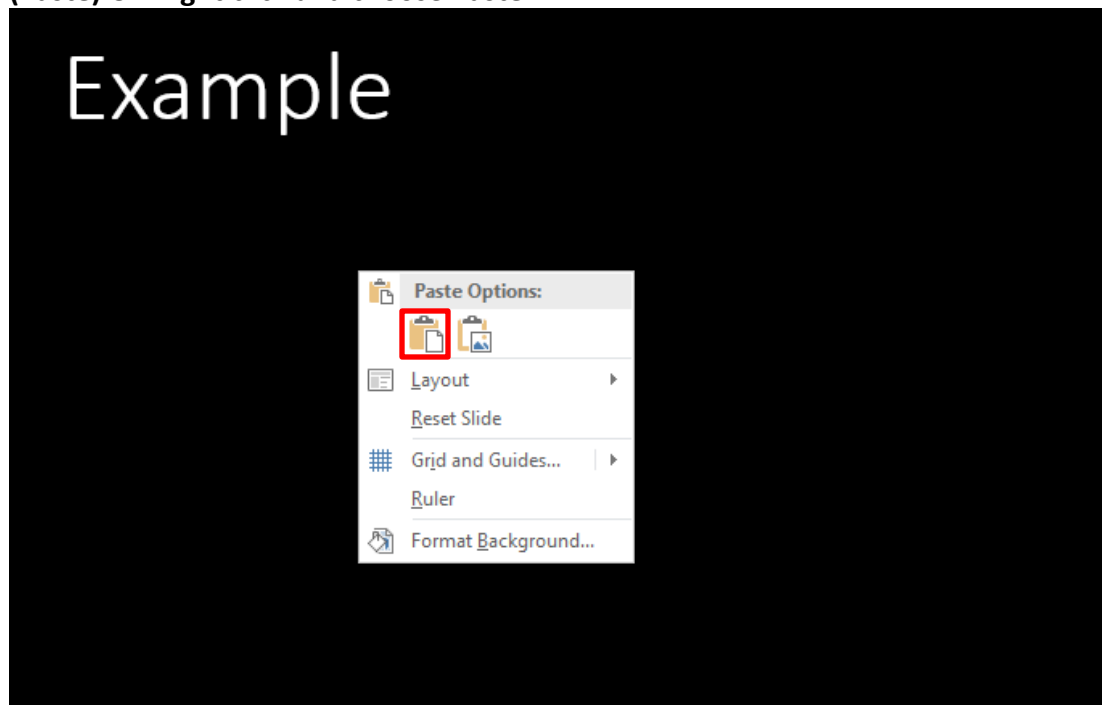 Example
Paste Options:
Layout
Reset Slide
Grid and Guides...
Ruler
Format Background...